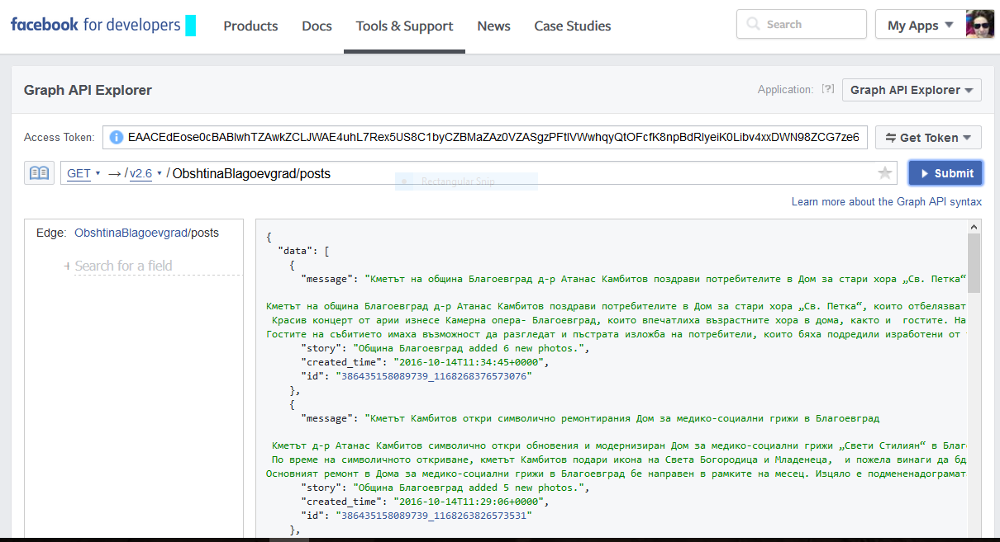 facebook for developers Products Docs Tools & Support News Case Studies Search My Apps
Graph API Explorer Application: [?] Graph API Explorer
Access Token: EAACEdEose0cBABlwhTZAwkZCLJWAE4uhL7Rex5US8C1byCZBMaZAz0VZASgzPFtlVWwhqyQtOFcfK8npBdRlyeiK0Libv4xxDWN98ZCG7ze6 Get Token
GET → /v2.6 /ObshtinaBlagoevgrad/posts Submit
Rectangular Snip
Learn more about the Graph API syntax
Edge: ObshtinaBlagoevgrad/posts
+ Search for a field
{
"data": [
{
"message": "Кметът на община Благоевград д-р Атанас Камбитов поздрави потребителите в Дом за стари хора „Св. Петка“
Кметът на община Благоевград д-р Атанас Камбитов поздрави потребителите в Дом за стари хора „Св. Петка“, които отбелязват
Красив концерт от арии изнесе Камерна опера- Благоевград, които впечатлиха възрастните хора в дома, както и гостите. На
Гостите на събитието имаха възможност да разгледат и пъстрата изложба на потребители, които бяха подредили изработени от
"story": "Община Благоевград added 6 new photos.",
"created_time": "2016-10-14T11:34:45+0000",
"id": "386435158089739_1168268376573076"
},
{
"message": "Кметът Камбитов откри символично ремонтирания Дом за медико-социални грижи в Благоевград
Кметът д-р Атанас Камбитов символично откри обновения и модернизиран Дом за медико-социални грижи „Свети Стилиян“ в Благ
По време на символичното откриване, кметът Камбитов подари икона на Света Богородица и Младенеца, и пожела винаги да бд
Основният ремонт в Дома за медико-социални грижи в Благоевград бе направен в рамките на месец. Изцяло е подмененадограмат
"story": "Община Благоевград added 5 new photos.",
"created_time": "2016-10-14T11:29:06+0000",
"id": "386435158089739_1168263826573531"
},